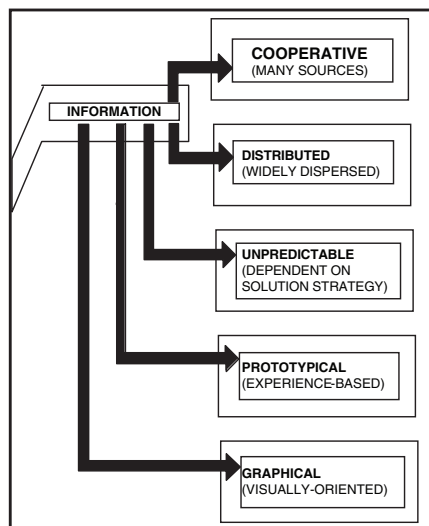 COOPERATIVE
(MANY SOURCES)
INFORMATION
DISTRIBUTED
(WIDELY DISPERSED)
UNPREDICTABLE
(DEPENDENT ON
SOLUTION STRATEGY)
PROTOTYPICAL
(EXPERIENCE-BASED)
GRAPHICAL
(VISUALLY-ORIENTED)